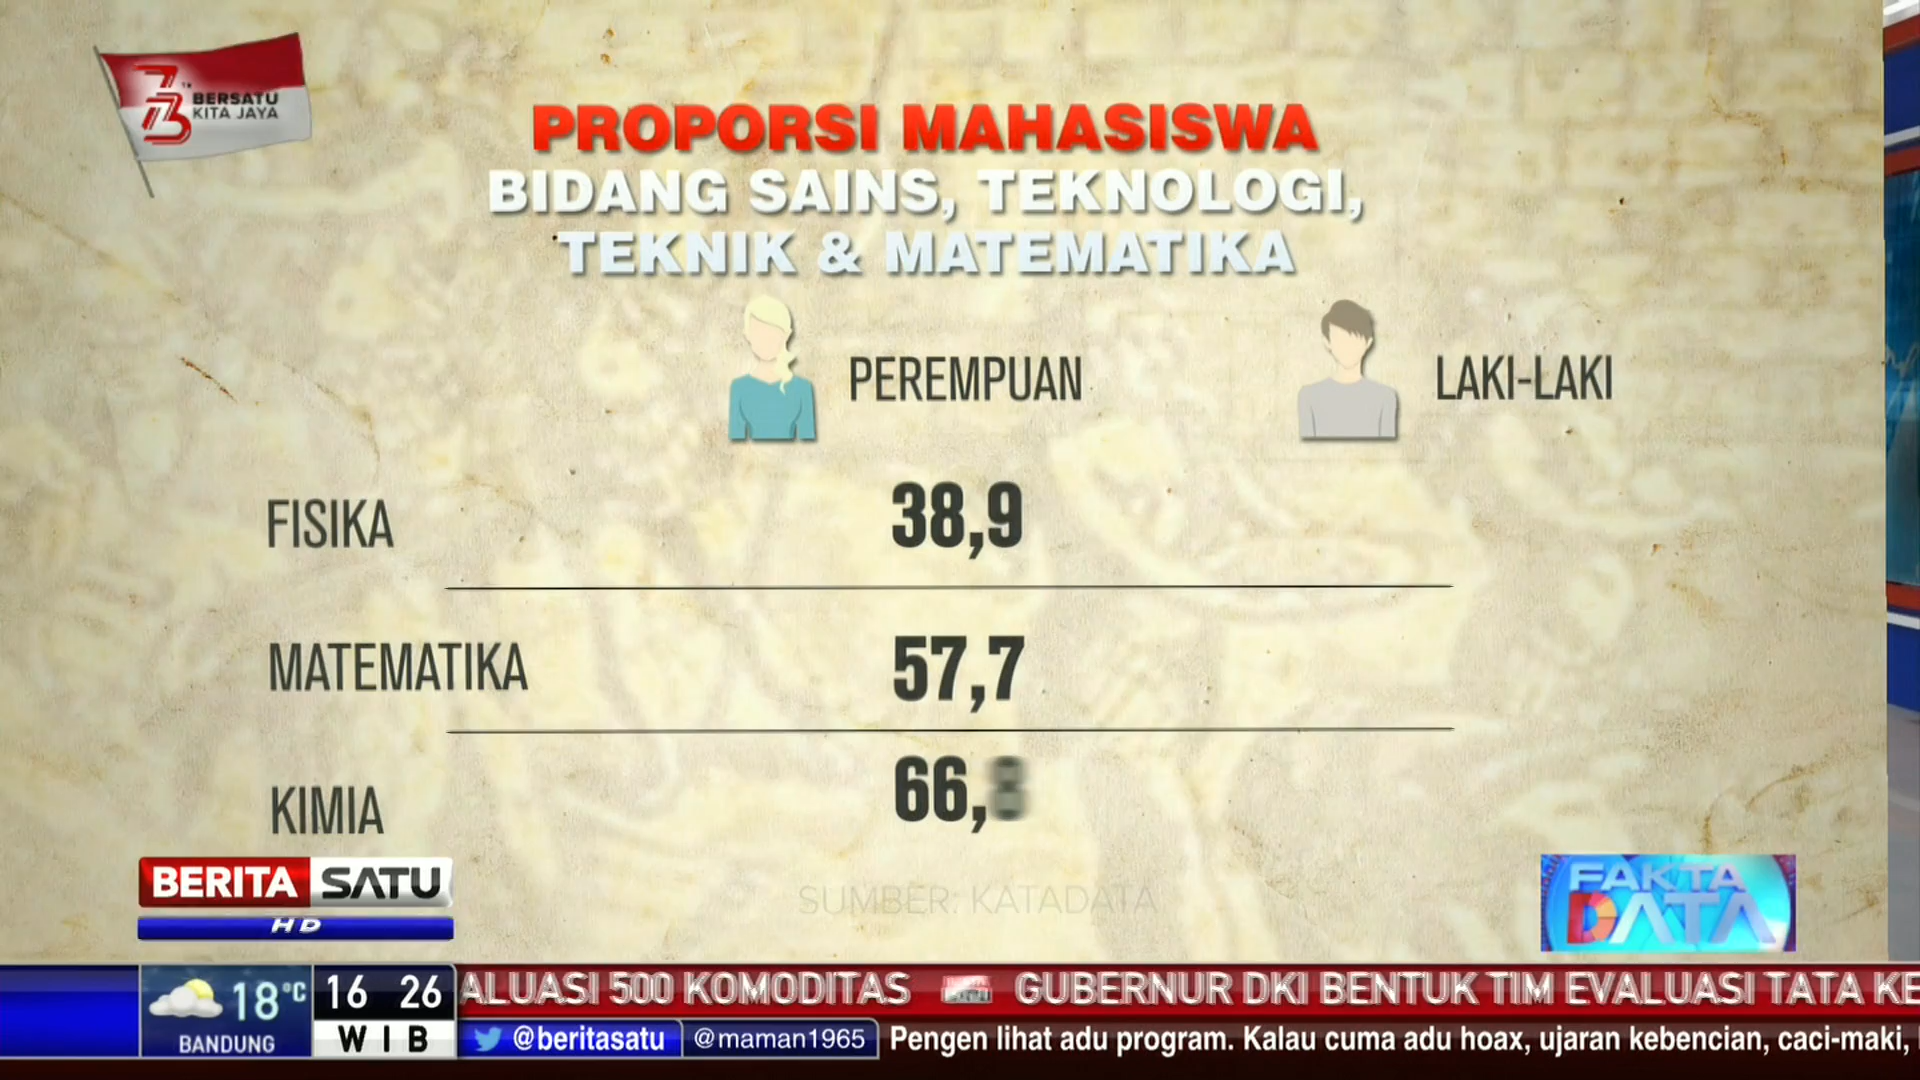 73
BERSATU
KITA JAYA
PROPORSI MAHASISWA
BIDANG SAINS, TEKNOLOGI,
TEKNIK & MATEMATIKA
PEREMPUAN
LAKI-LAKI
FISIKA
38,9
MATEMATIKA
57,7
KIMIA
66,8
BERITA SATU
HD
SUMBER: KATADATA
FAKTA
DATA
18°C
BANDUNG
16 26
WIB
ALUASI 500 KOMODITAS
GUBERNUR DKI BENTUK TIM EVALUASI TATA KE
@beritasatu
@maman1965
Pengen lihat adu program. Kalau cuma adu hoax, ujaran kebencian, caci-maki,